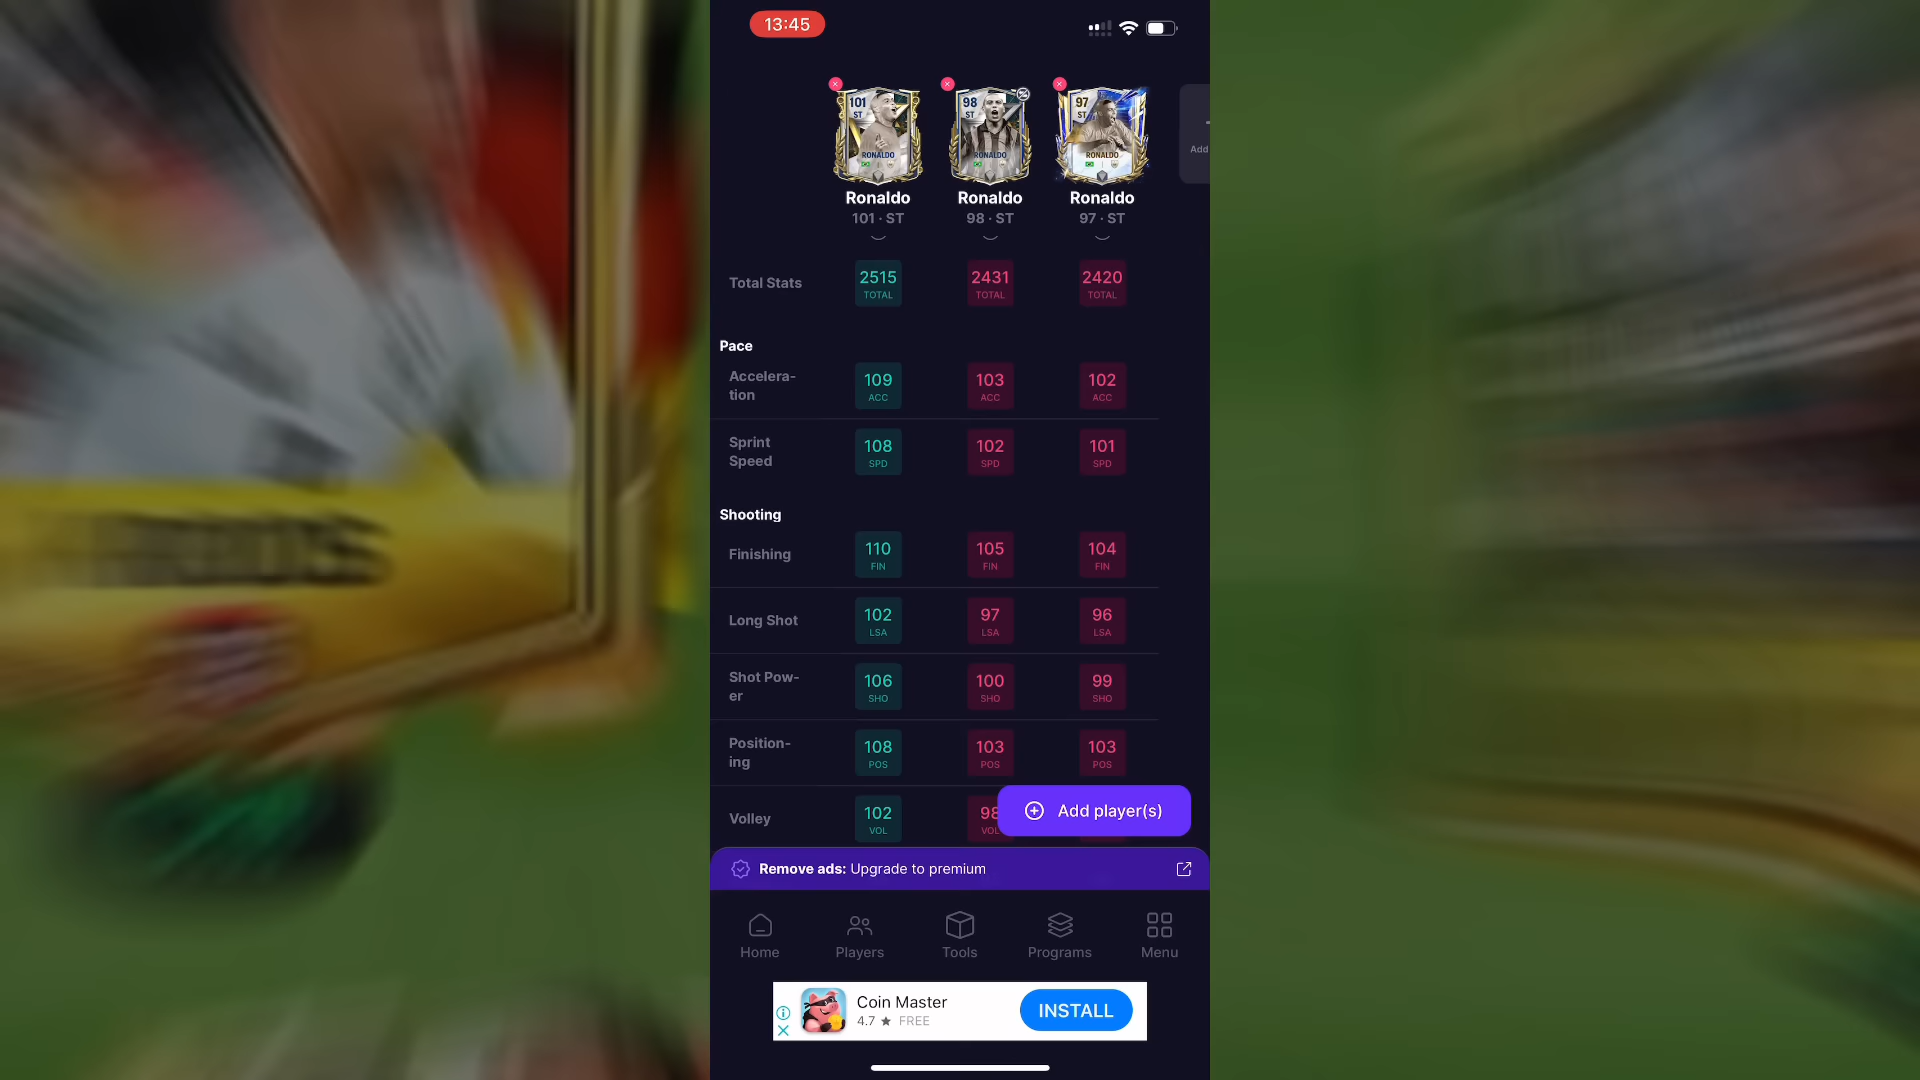 13:45
101
ST
RONALDO
98
ST
RONALDO
97
ST
RONALDO
Add
Ronaldo
Ronaldo
Ronaldo
101 · ST
98 · ST
97 · ST
Total Stats
2515
2431
2420
TOTAL
TOTAL
TOTAL
Pace
Accelera-
tion
109
103
102
ACC
ACC
ACC
Sprint
Speed
108
102
101
SPD
SPD
SPD
Shooting
Finishing
110
105
104
FIN
FIN
FIN
Long Shot
102
97
96
LSA
LSA
LSA
Shot Pow-
er
106
100
99
SHO
SHO
SHO
Position-
ing
108
103
103
POS
POS
POS
Volley
102
98
VOL
VOL
Add player(s)
Remove ads: Upgrade to premium
Home
Players
Tools
Programs
Menu
Coin Master
4.7 ★ FREE
INSTALL